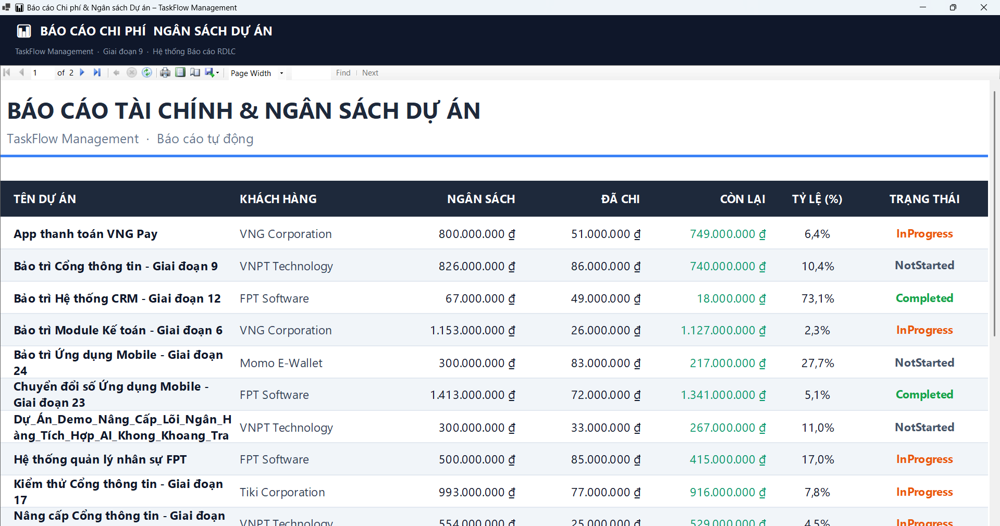 Báo cáo Chi phí & Ngân sách Dự án – TaskFlow Management
BÁO CÁO CHI PHÍ  NGÂN SÁCH DỰ ÁN
TaskFlow Management · Giai đoạn 9 · Hệ thống Báo cáo RDLC
1 of 2 Page Width Find Next
BÁO CÁO TÀI CHÍNH & NGÂN SÁCH DỰ ÁN
TaskFlow Management · Báo cáo tự động
TÊN DỰ ÁN KHÁCH HÀNG NGÂN SÁCH ĐÃ CHI CÒN LẠI TỶ LỆ (%) TRẠNG THÁI
App thanh toán VNG Pay VNG Corporation 800.000.000 ₫ 51.000.000 ₫ 749.000.000 ₫ 6,4% InProgress
Bảo trì Cổng thông tin - Giai đoạn 9 VNPT Technology 826.000.000 ₫ 86.000.000 ₫ 740.000.000 ₫ 10,4% NotStarted
Bảo trì Hệ thống CRM - Giai đoạn 12 FPT Software 67.000.000 ₫ 49.000.000 ₫ 18.000.000 ₫ 73,1% Completed
Bảo trì Module Kế toán - Giai đoạn 6 VNG Corporation 1.153.000.000 ₫ 26.000.000 ₫ 1.127.000.000 ₫ 2,3% InProgress
Bảo trì Ứng dụng Mobile - Giai đoạn
24 Momo E-Wallet 300.000.000 ₫ 83.000.000 ₫ 217.000.000 ₫ 27,7% NotStarted
Chuyển đổi số Ứng dụng Mobile -
Giai đoạn 23 FPT Software 1.413.000.000 ₫ 72.000.000 ₫ 1.341.000.000 ₫ 5,1% Completed
Dự_Án_Demo_Nâng_Cấp_Lõi_Ngân_H
àng_Tích_Hợp_AI_Khong_Khoang_Tra VNPT Technology 300.000.000 ₫ 33.000.000 ₫ 267.000.000 ₫ 11,0% NotStarted
Hệ thống quản lý nhân sự FPT FPT Software 500.000.000 ₫ 85.000.000 ₫ 415.000.000 ₫ 17,0% InProgress
Kiểm thử Cổng thông tin - Giai đoạn
17 Tiki Corporation 993.000.000 ₫ 77.000.000 ₫ 916.000.000 ₫ 7,8% InProgress
Nâng cấp Cổng thông tin - Giai đoạn
VNPT Technology 554.000.000 ₫ 25.000.000 ₫ 529.000.000 ₫ 4,5% InProgress